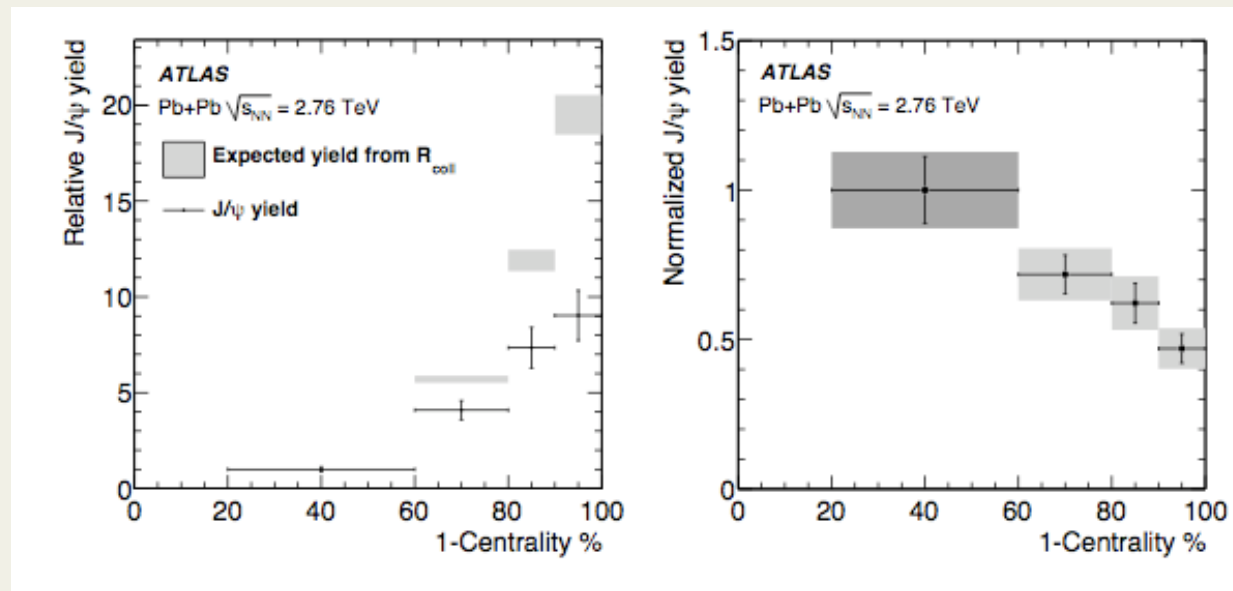 Relative J/ψ yield
ATLAS
Pb+Pb √sNN = 2.76 TeV
Expected yield from Rcoll
J/ψ yield
20
15
10
5
0
0 20 40 60 80 100
1-Centrality %
Normalized J/ψ yield
ATLAS
Pb+Pb √sNN = 2.76 TeV
1.5
1
0.5
0
0 20 40 60 80 100
1-Centrality %